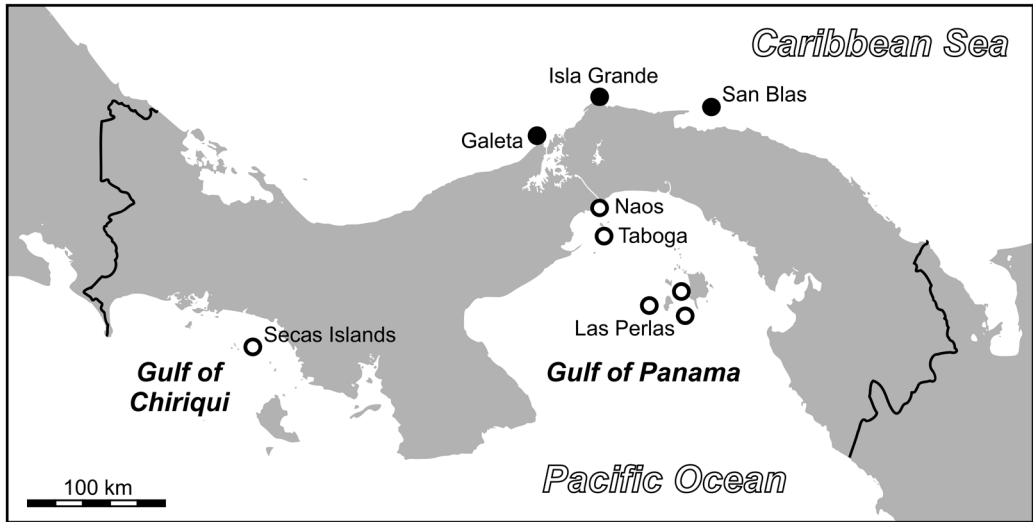 Caribbean Sea
Isla Grande
San Blas
Galeta
Naos
Taboga
Las Perlas
Secas Islands
Gulf of
Chiriqui
Gulf of Panama
Pacific Ocean
100 km